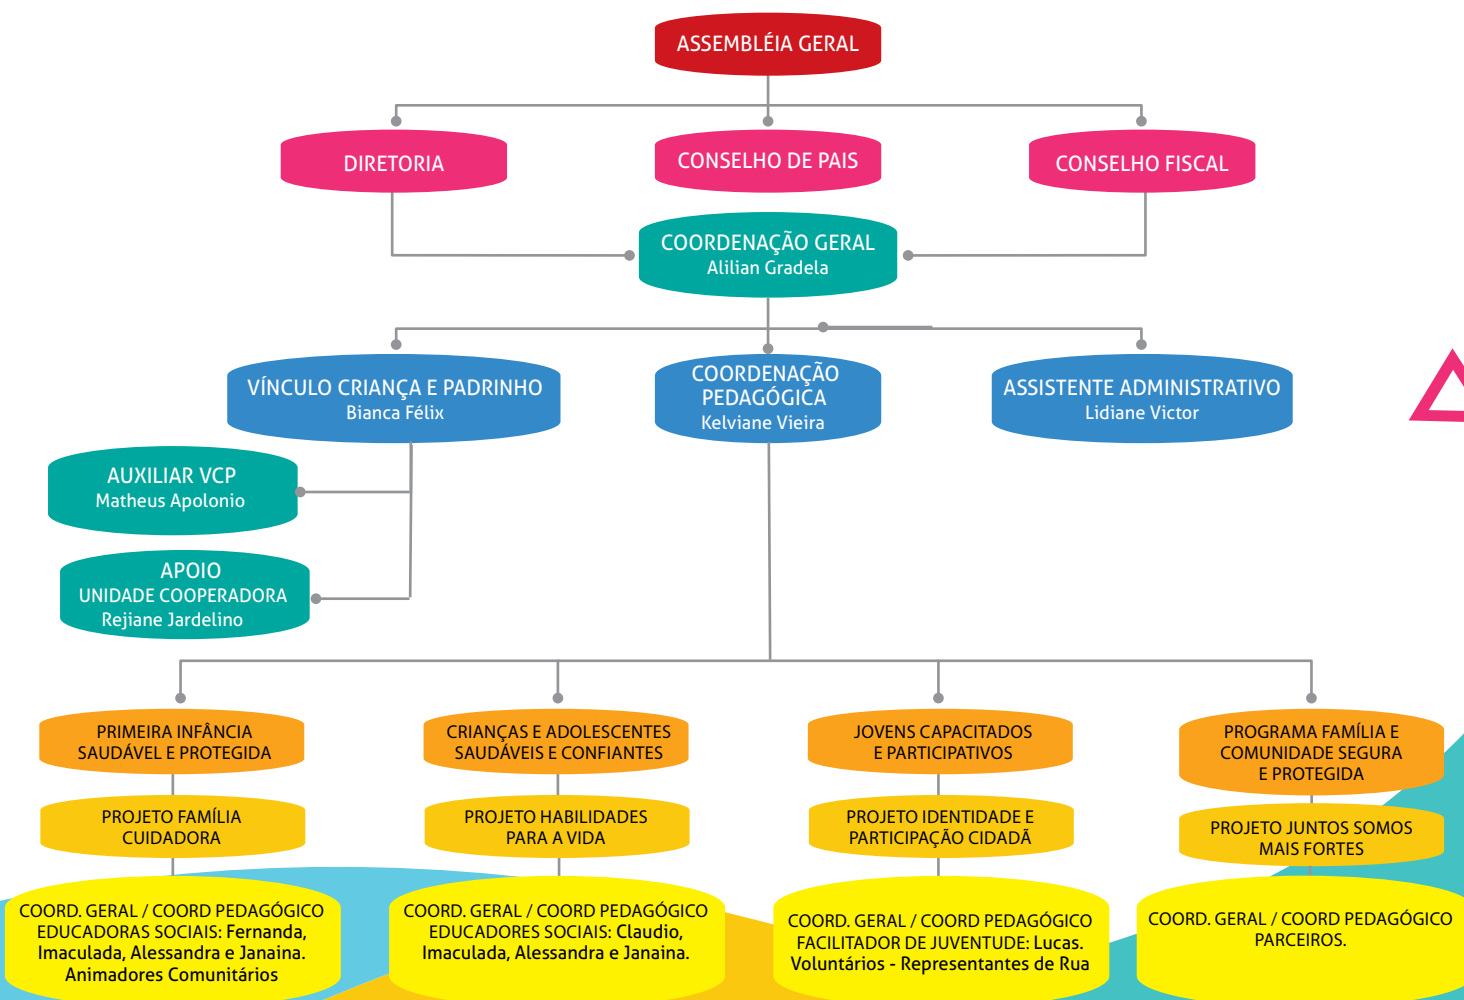 ASSEMBLÉIA GERAL
DIRETORIA
CONSELHO DE PAIS
CONSELHO FISCAL
COORDENAÇÃO GERAL
Alilian Gradela
VÍNCULO CRIANÇA E PADRINHO
Bianca Félix
COORDENAÇÃO
PEDAGÓGICA
Kelviane Vieira
ASSISTENTE ADMINISTRATIVO
Lidiane Victor
AUXILIAR VCP
Matheus Apolonio
APOIO
UNIDADE COOPERADORA
Rejiane Jardelino
PRIMEIRA INFÂNCIA
SAUDÁVEL E PROTEGIDA
CRIANÇAS E ADOLESCENTES
SAUDÁVEIS E CONFIANTES
JOVENS CAPACITADOS
E PARTICIPATIVOS
PROGRAMA FAMÍLIA E
COMUNIDADE SEGURA
E PROTEGIDA
PROJETO FAMÍLIA
CUIDADORA
PROJETO HABILIDADES
PARA A VIDA
PROJETO IDENTIDADE E
PARTICIPAÇÃO CIDADÃ
PROJETO JUNTOS SOMOS
MAIS FORTES
COORD. GERAL / COORD PEDAGÓGICO
EDUCADORAS SOCIAIS: Fernanda,
Imaculada, Alessandra e Janaina.
Animadores Comunitários
COORD. GERAL / COORD PEDAGÓGICO
EDUCADORES SOCIAIS: Claudio,
Imaculada, Alessandra e Janaina.
COORD. GERAL / COORD PEDAGÓGICO
FACILITADOR DE JUVENTUDE: Lucas.
Voluntários - Representantes de Rua
COORD. GERAL / COORD PEDAGÓGICO
PARCEIROS.